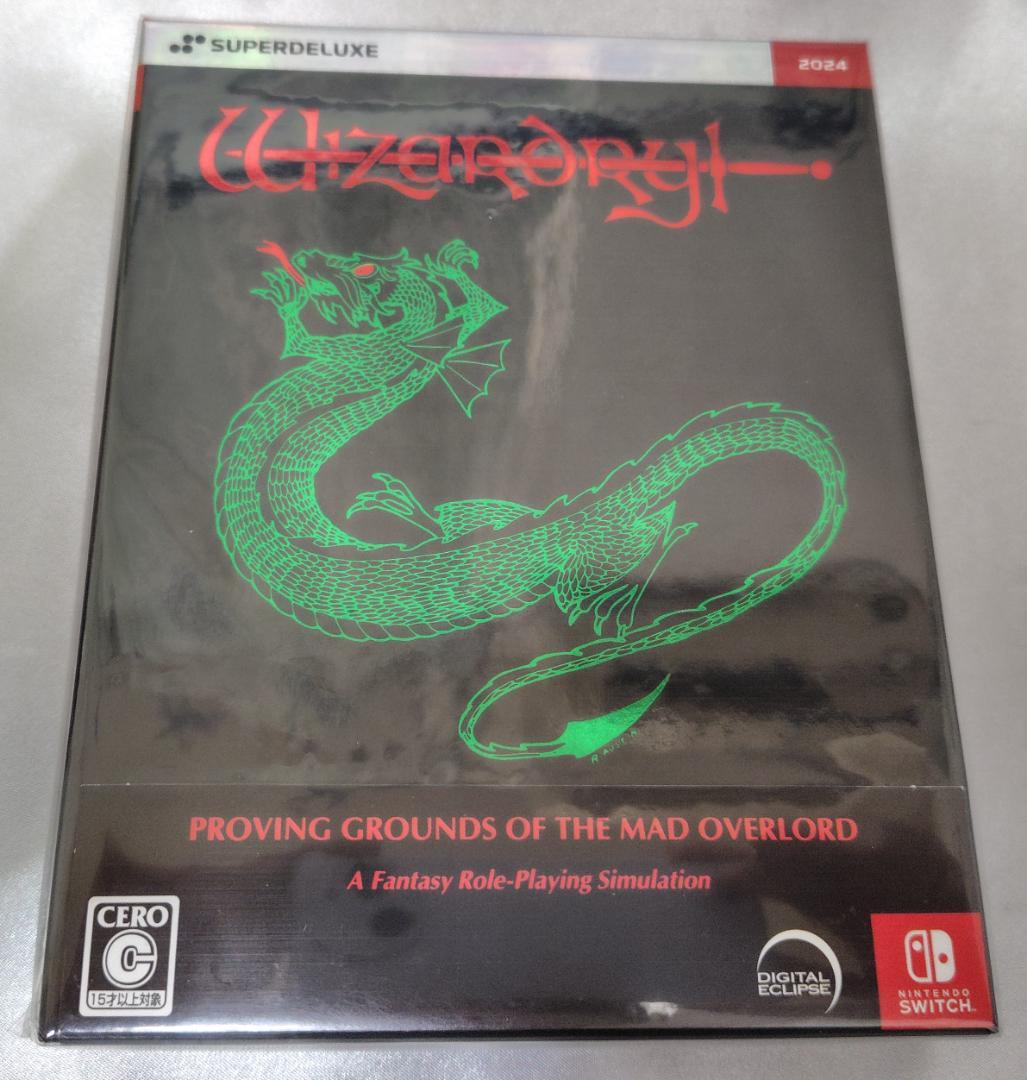 SUPERDELUXE
2024
Wizardry
PROVING GROUNDS OF THE MAD OVERLORD
A Fantasy Role-Playing Simulation
CERO
C
15才以上対象
DIGITAL
ECLIPSE
NINTENDO
SWITCH